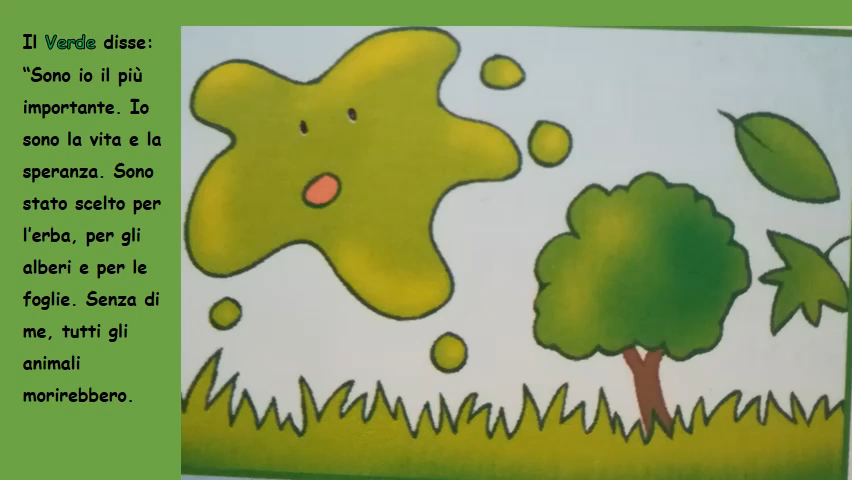 Il Verde disse:
“Sono io il più
importante. Io
sono la vita e la
speranza. Sono
stato scelto per
l’erba, per gli
alberi e per le
foglie. Senza di
me, tutti gli
animali
morirebbero.